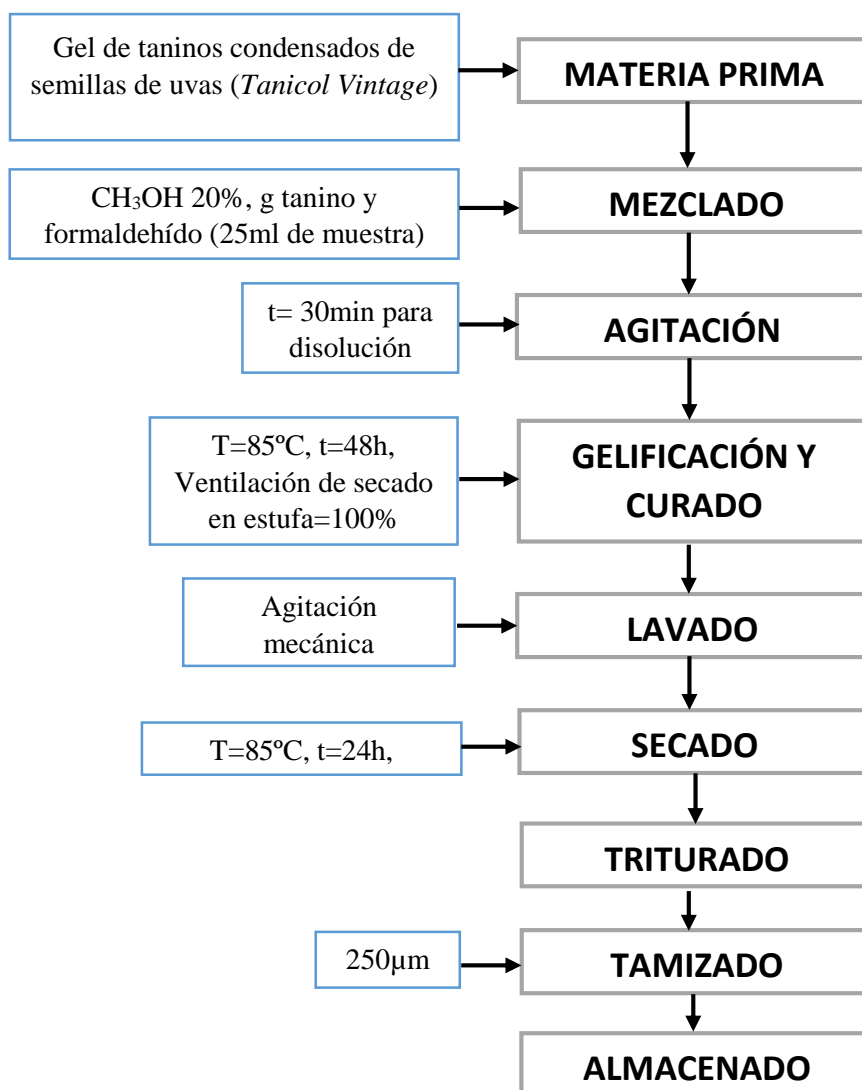 Gel de taninos condensados de
semillas de uvas (Tanicol Vintage)
MATERIA PRIMA
CH₃OH 20%, g tanino y
formaldehído (25ml de muestra)
MEZCLADO
t= 30min para
disolución
AGITACIÓN
T=85ºC, t=48h,
Ventilación de secado
en estufa=100%
GELIFICACIÓN Y
CURADO
Agitación
mecánica
LAVADO
T=85ºC, t=24h,
SECADO
TRITURADO
250µm
TAMIZADO
ALMACENADO